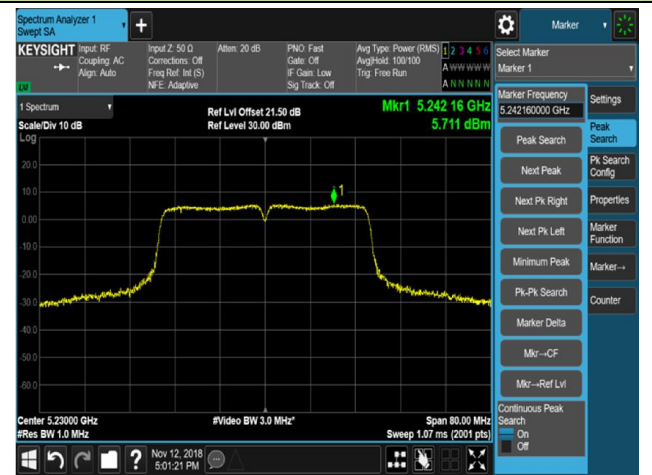 Spectrum Analyzer 1
Swept SA
Marker
KEYSIGHT
Input: RF
Coupling: AC
Align: Auto
Input Z: 50 Ω
Corrections: Off
Freq Ref: Int (S)
NFE: Adaptive
Atten: 20 dB
PNO: Fast
Gate: Off
IF Gain: Low
Sig Track: Off
Avg Type: Power (RMS)
Avg|Hold: 100/100
Trig: Free Run
1 2 3 4 5 6
A W W W W W
A N N N N N
Select Marker
Marker 1
1 Spectrum
Scale/Div 10 dB
Log
Ref Lvl Offset 21.50 dB
Ref Level 30.00 dBm
Mkr1 5.242 16 GHz
5.711 dBm
20.0
10.0
0.00
-10.0
-20.0
-30.0
-40.0
-50.0
-60.0
1
Center 5.23000 GHz
#Res BW 1.0 MHz
#Video BW 3.0 MHz*
Span 80.00 MHz
Sweep 1.07 ms (2001 pts)
Marker Frequency
5.242160000 GHz
Peak Search
Next Peak
Next Pk Right
Next Pk Left
Minimum Peak
Pk-Pk Search
Marker Delta
Mkr→CF
Mkr→Ref Lvl
Continuous Peak
Search
On
Off
Settings
Peak
Search
Pk Search
Config
Properties
Marker
Function
Marker→
Counter
?
Nov 12, 2018
5:01:21 PM